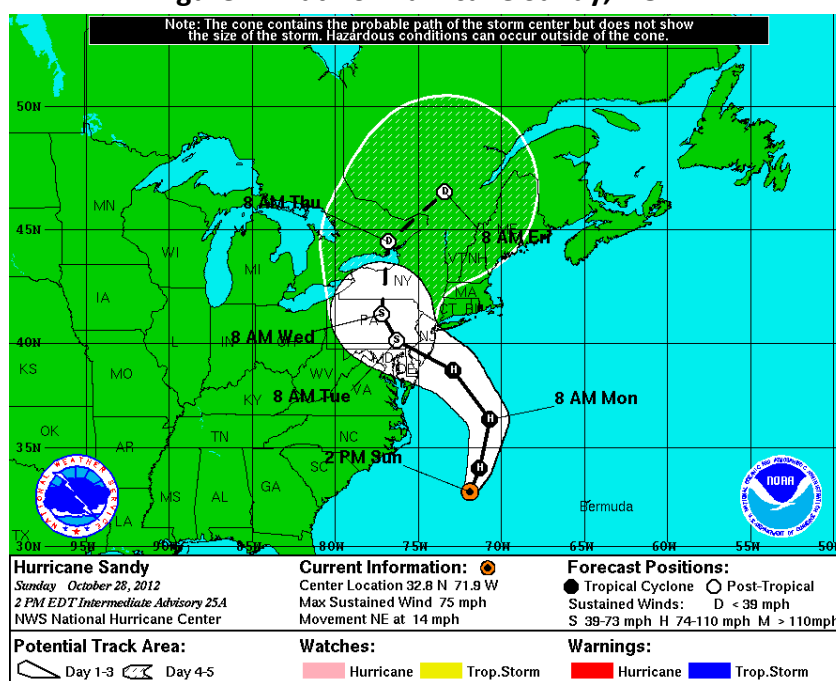 Note: The cone contains the probable path of the storm center but does not show
the size of the storm. Hazardous conditions can occur outside of the cone.
50N
8 AM Thu
D
MN
45N
D
ME
8 AM Fri
WI
MI
VT NH
NY
MA
CT RI
IA
8 AM Wed
S
PA
NJ
40N
IN
OH
S
MD
DE
H
KS
MO
WV
8 AM Tue
VA
8 AM Mon
KY
H
OK
TN
NC
AR
2 PM Sun
35N
SC
H
MS
AL
GA
NOAA
Bermuda
TX
LA
30N
95W
90W
85W
80W
75W
70W
65W
60W
55W
NATIONAL WEATHER SERVICE
Hurricane Sandy
Sunday October 28, 2012
2 PM EDT Intermediate Advisory 25A
NWS National Hurricane Center
Current Information:
Center Location 32.8 N 71.9 W
Max Sustained Wind 75 mph
Movement NE at 14 mph
Forecast Positions:
Tropical Cyclone Post-Tropical
Sustained Winds: D < 39 mph
S 39-73 mph H 74-110 mph M > 110mph
Potential Track Area:
Day 1-3 Day 4-5
Watches:
Hurricane Trop.Storm
Warnings:
Hurricane Trop.Storm